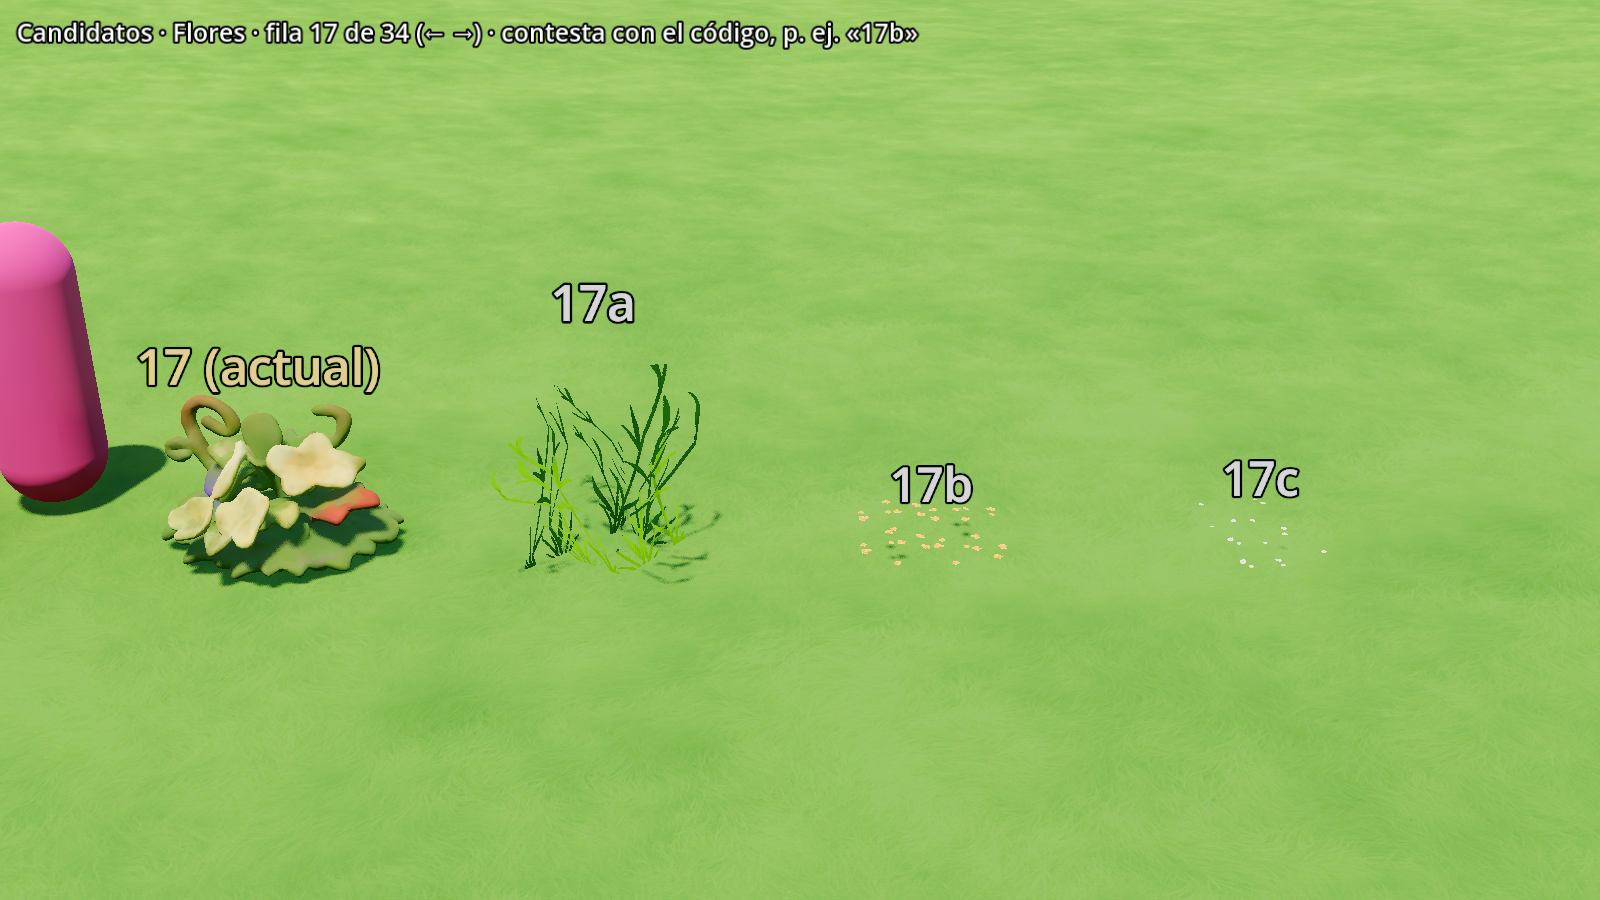 Candidatos · Flores · fila 17 de 34 (← →) · contesta con el código, p. ej. «17b»
17a
17 (actual)
17b
17c